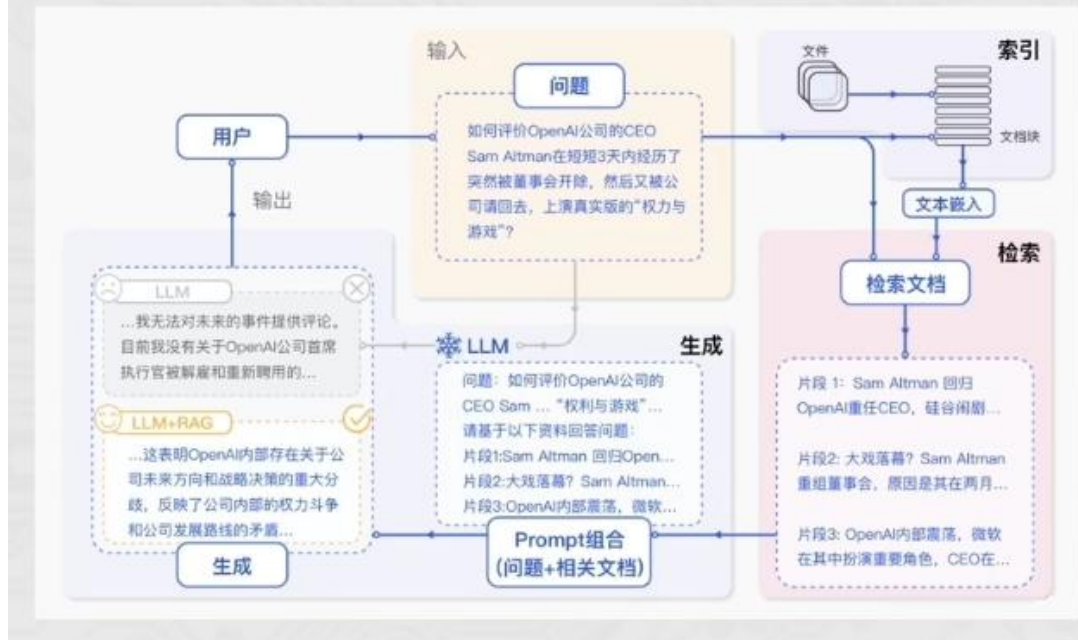 输入
问题
如何评价OpenAI公司的CEO
Sam Altman在短短3天内经历了
突然被董事会开除，然后又被公
司请回去，上演真实版的“权力与
游戏”？
文件
索引
文档块
文本嵌入
用户
输出
检索
检索文档
片段 1：Sam Altman 回归
OpenAI重任CEO，硅谷闹剧...
片段2: 大戏落幕？Sam Altman
重组董事会，原因是其在两月...
片段3: OpenAI内部震荡，微软
在其中扮演重要角色，CEO在...
LLM
生成
问题：如何评价OpenAI公司的
CEO Sam ... “权利与游戏”...
请基于以下资料回答问题：
片段1:Sam Altman 回归Open...
片段2:大戏落幕？Sam Altman...
片段3:OpenAI内部震荡，微软...
Prompt组合
(问题+相关文档)
LLM
...我无法对未来的事件提供评论。
目前我没有关于OpenAI公司首席
执行官被解雇和重新聘用的...
LLM+RAG
...这表明OpenAI内部存在关于公
司未来方向和战略决策的重大分
歧，反映了公司内部的权力斗争
和公司发展路线的矛盾...
生成